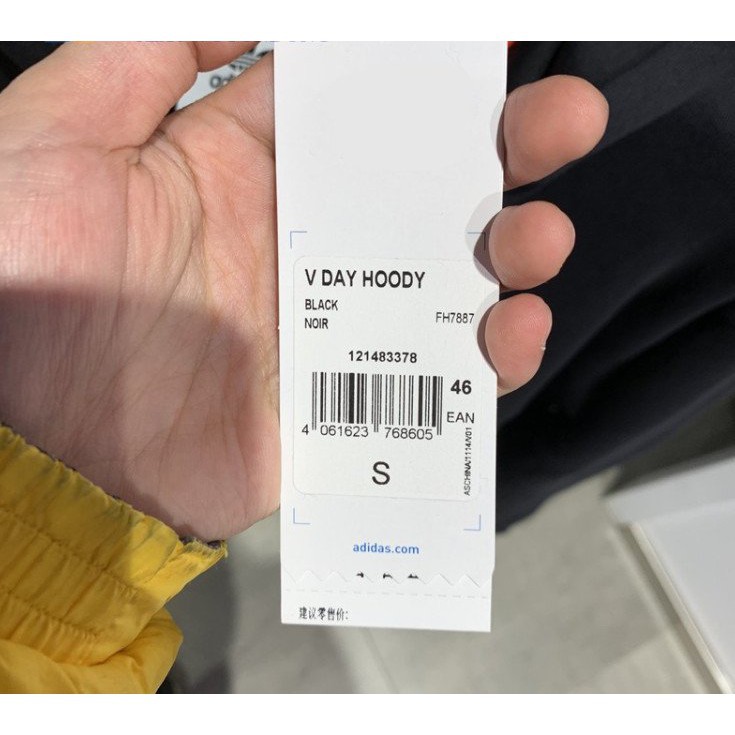 V DAY HOODY
BLACK
NOIR
FH7887
121483378
46
EAN
4 061623 768605
S
ASCHINA/1114/V01
adidas.com
建议零售价: